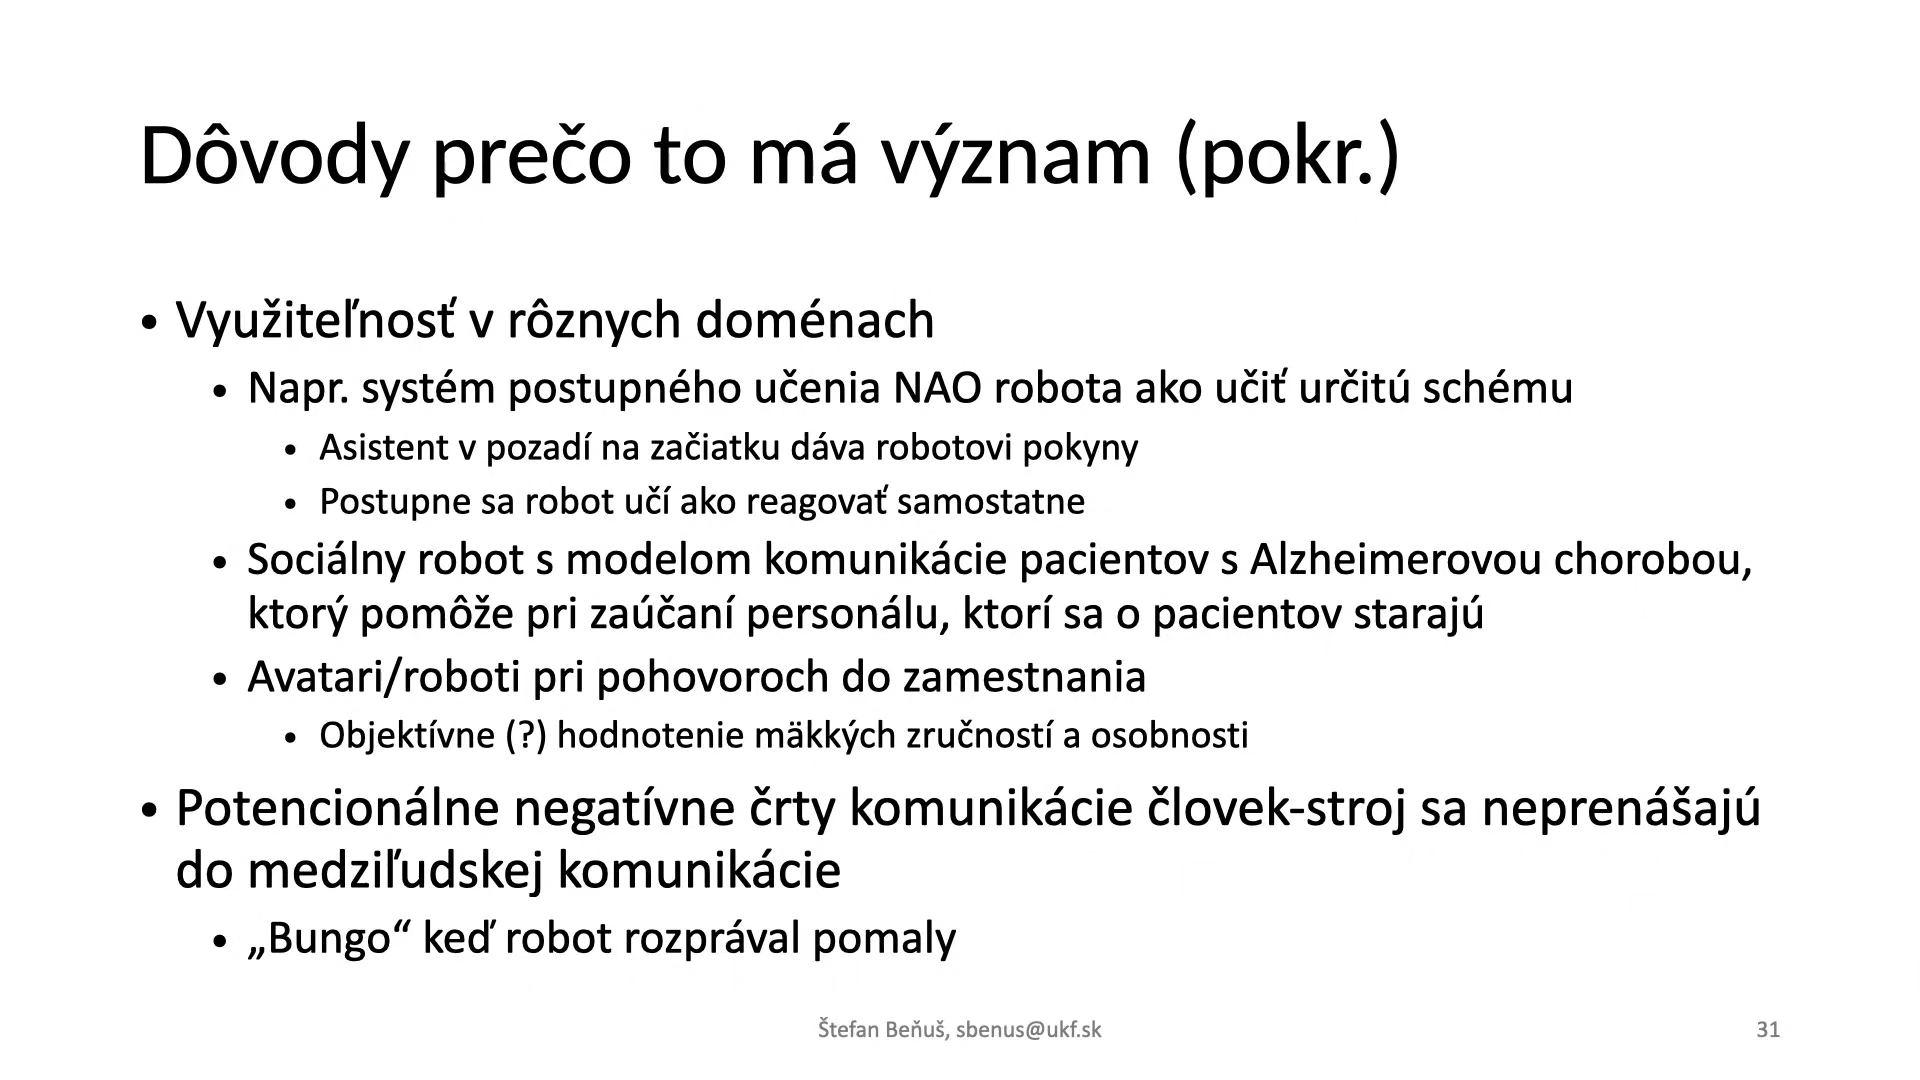 Dôvody prečo to má význam (pokr.)
• Využiteľnosť v rôznych doménach
• Napr. systém postupného učenia NAO robota ako učiť určitú schému
• Asistent v pozadí na začiatku dáva robotovi pokyny
• Postupne sa robot učí ako reagovať samostatne
• Sociálny robot s modelom komunikácie pacientov s Alzheimerovou chorobou,
ktorý pomôže pri zaúčaní personálu, ktorí sa o pacientov starajú
• Avatari/roboti pri pohovoroch do zamestnania
• Objektívne (?) hodnotenie mäkkých zručností a osobnosti
• Potencionálne negatívne črty komunikácie človek-stroj sa neprenášajú
do medziľudskej komunikácie
• „Bungo“ keď robot rozprával pomaly
Štefan Beňuš, sbenus@ukf.sk
31